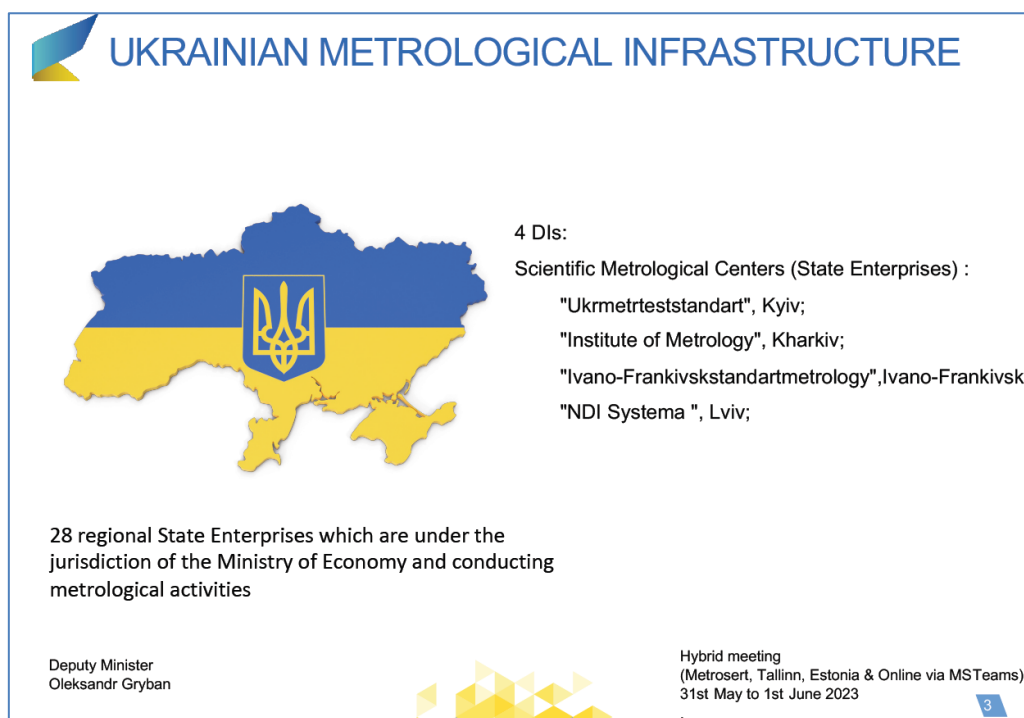 UKRAINIAN METROLOGICAL INFRASTRUCTURE
4 DIs:
Scientific Metrological Centers (State Enterprises) :
"Ukrmetrteststandart", Kyiv;
"Institute of Metrology", Kharkiv;
"Ivano-Frankivskstandartmetrology",Ivano-Frankivsk
"NDI Systema ", Lviv;
28 regional State Enterprises which are under the
jurisdiction of the Ministry of Economy and conducting
metrological activities
Deputy Minister
Oleksandr Gryban
Hybrid meeting
(Metrosert, Tallinn, Estonia & Online via MSTeams)
31st May to 1st June 2023
3